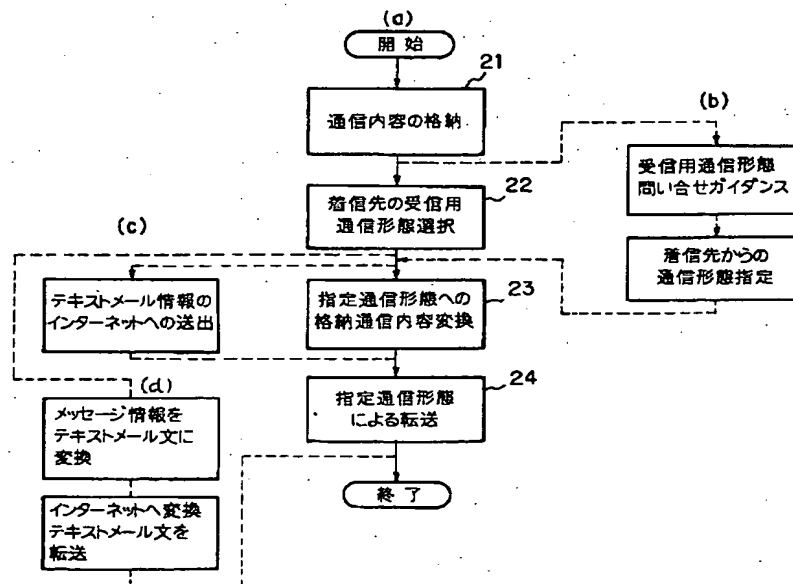 (a)
開始
21
通信内容の格納
(b)
受信用通信形態
問い合せガイダンス
22
着信先の受信用
通信形態選択
(c)
着信先からの
通信形態指定
テキストメール情報の
インターネットへの送出
23
指定通信形態への
格納通信内容変換
(d)
24
指定通信形態
による転送
メッセージ情報を
テキストメール文に
変換
終了
インターネットへ変換
テキストメール文を
転送